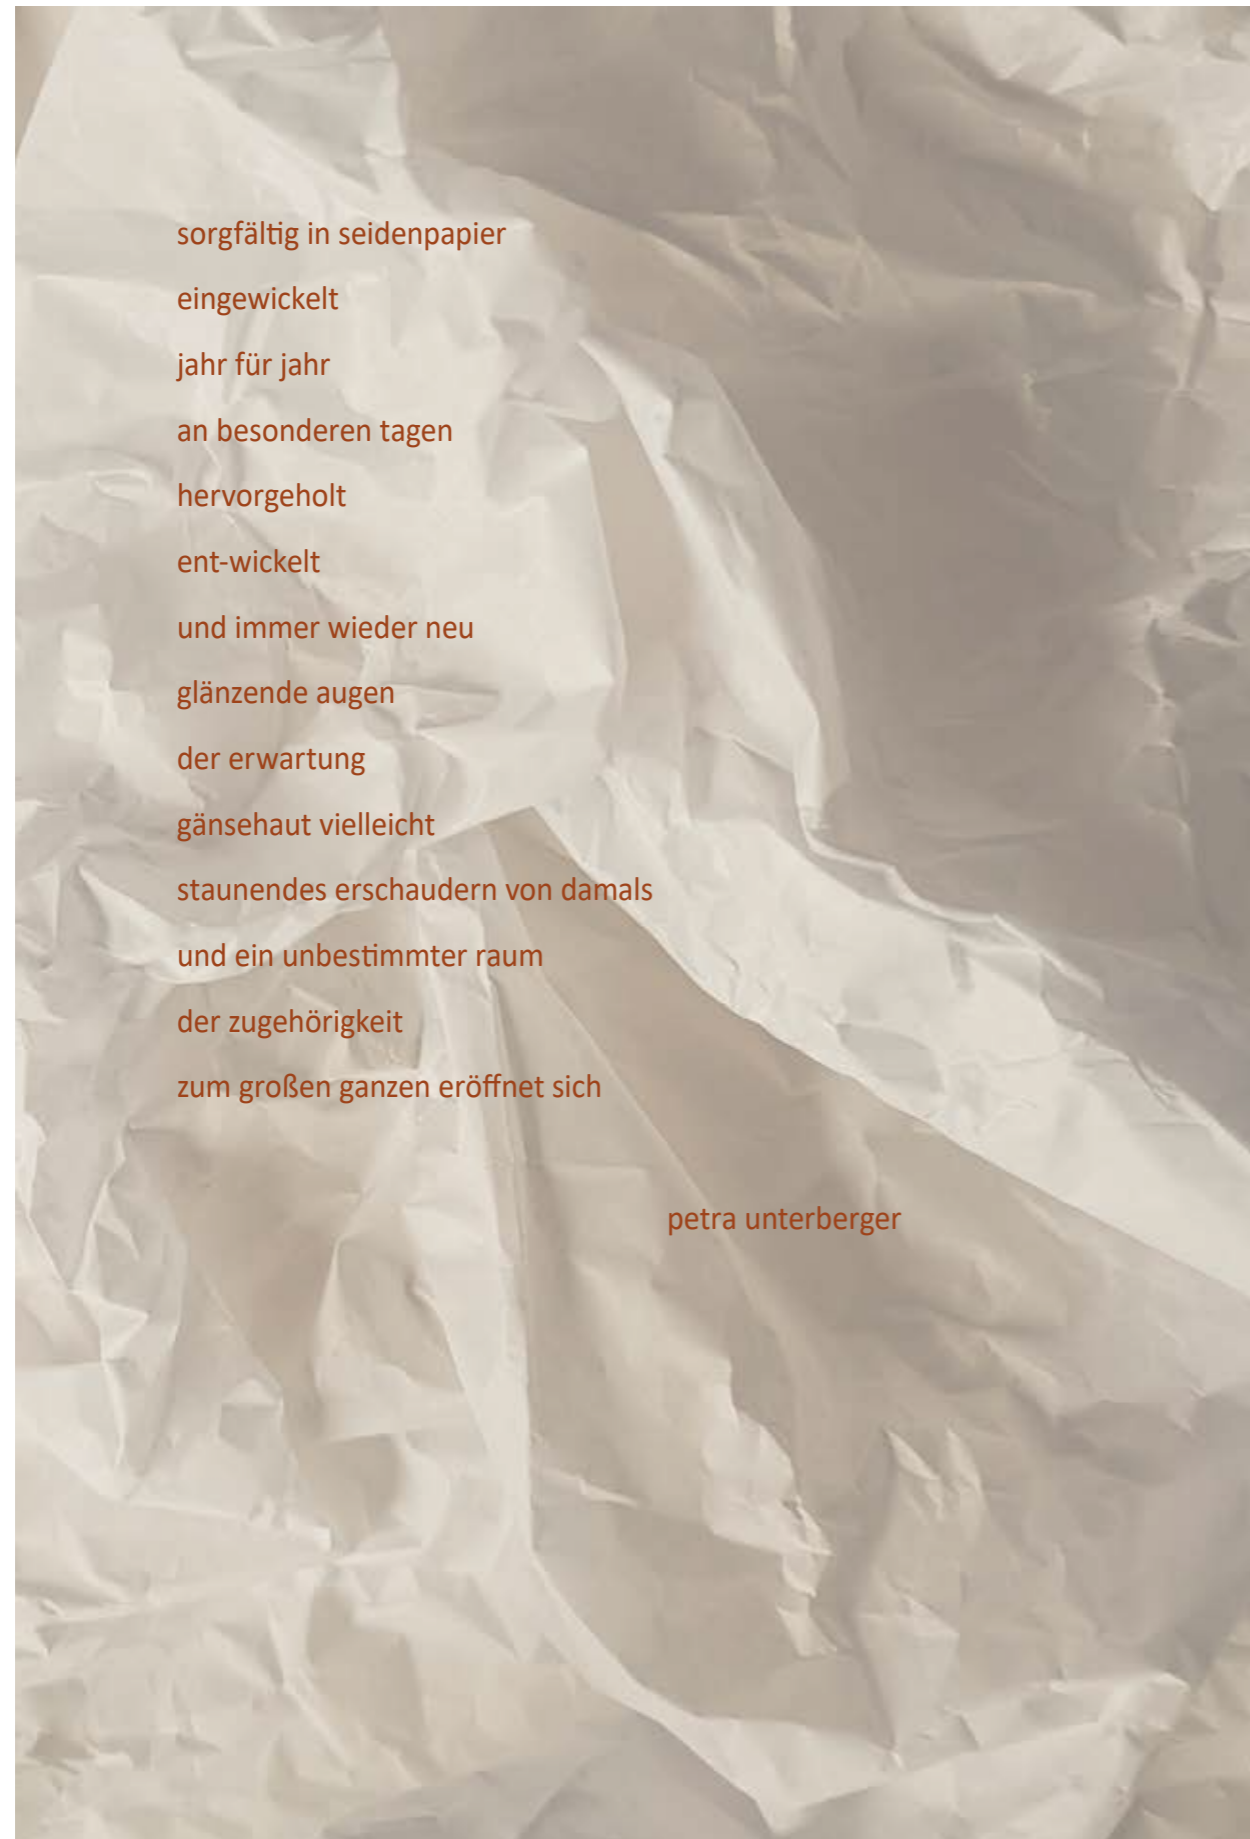 sorgfältig in seidenpapier
eingewickelt
jahr für jahr
an besonderen tagen
hervorgeholt
ent-wickelt
und immer wieder neu
glänzende augen
der erwartung
gänsehaut vielleicht
staunendes erschaudern von damals
und ein unbestimmter raum
der zugehörigkeit
zum großen ganzen eröffnet sich
petra unterberger